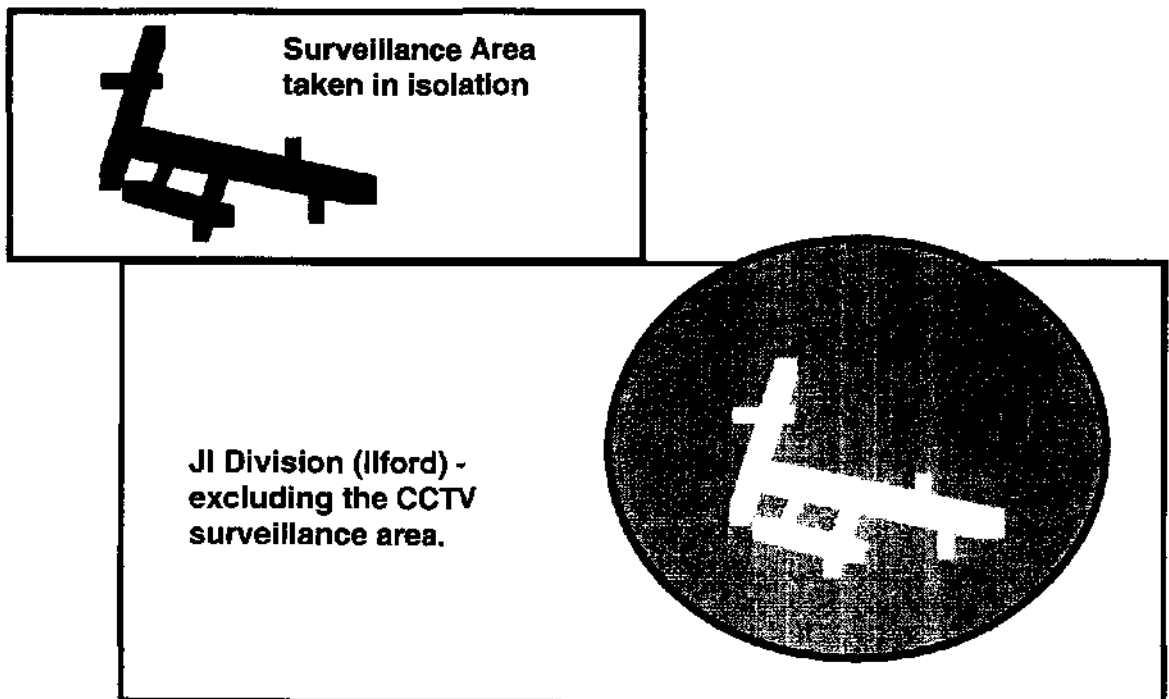 Surveillance Area
taken in isolation
JI Division (Ilford) -
excluding the CCTV
surveillance area.